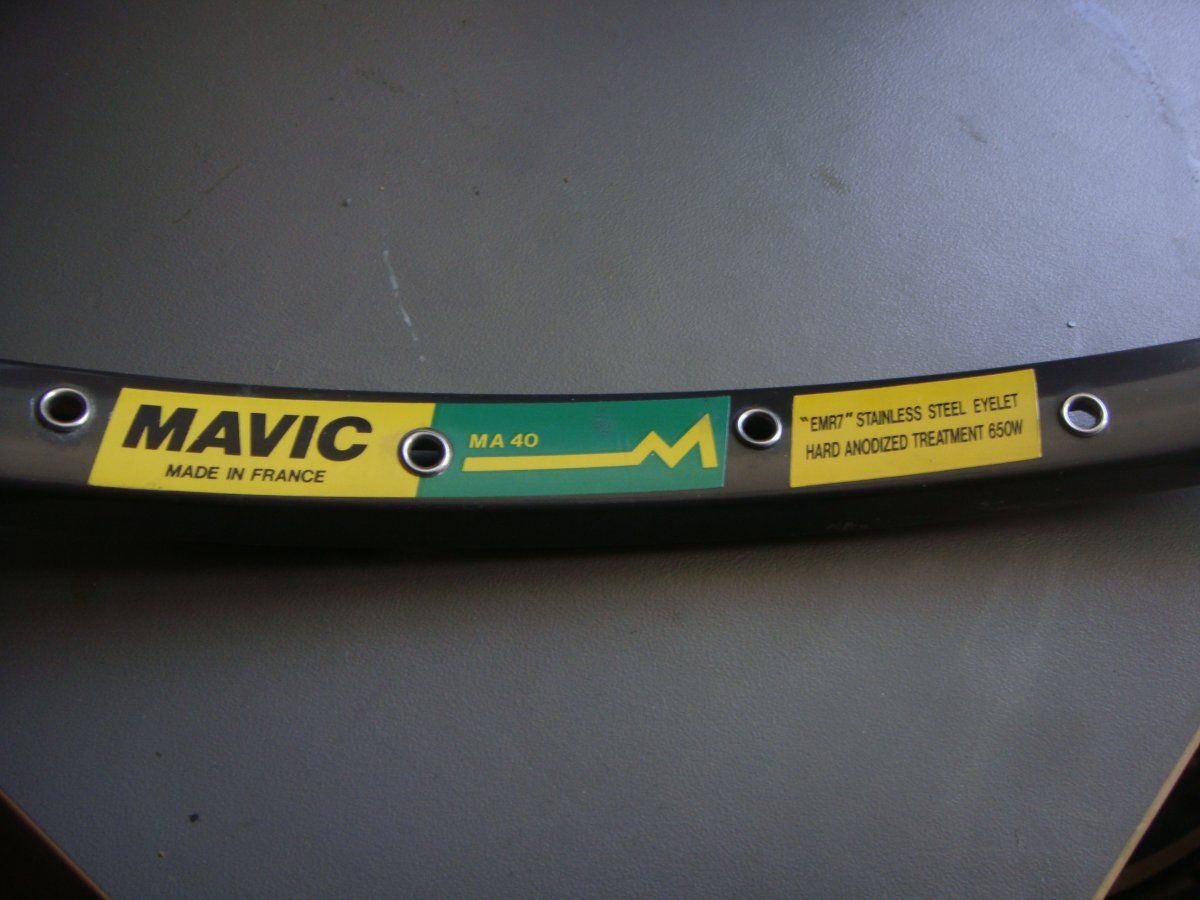 MAVIC
MADE IN FRANCE
MA 40
"EMR7" STAINLESS STEEL EYELET
HARD ANODIZED TREATMENT 650W